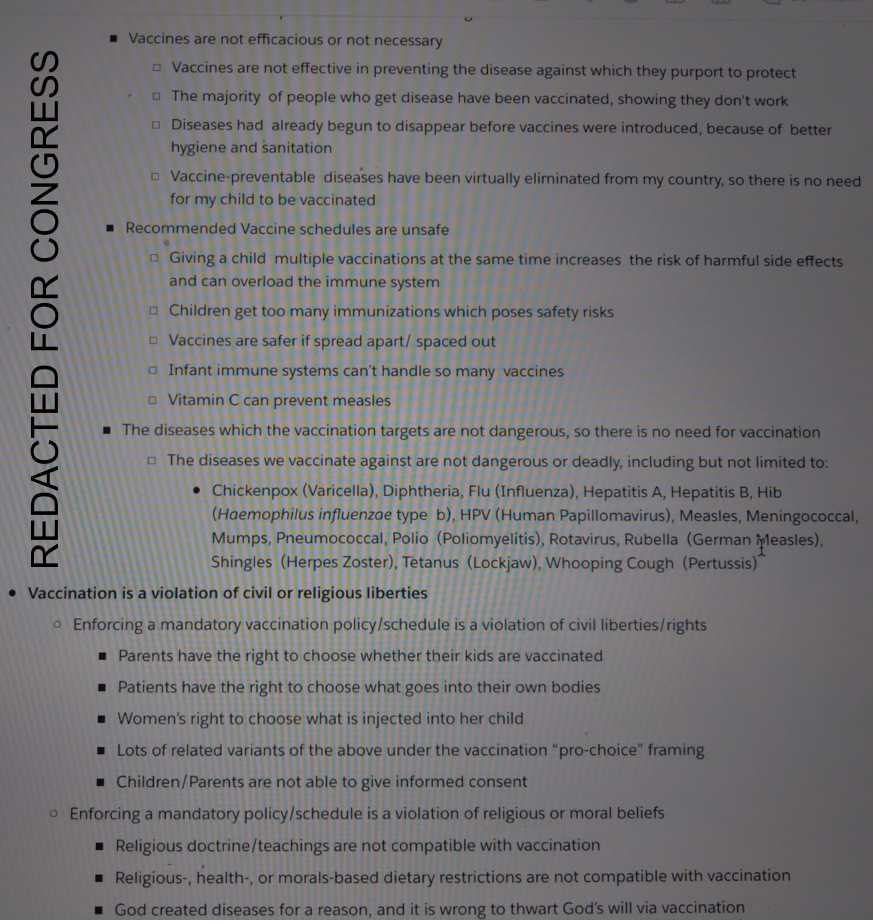 REDACTED FOR CONGRESS
■ Vaccines are not efficacious or not necessary
□ Vaccines are not effective in preventing the disease against which they purport to protect
□ The majority of people who get disease have been vaccinated, showing they don't work
□ Diseases had already begun to disappear before vaccines were introduced, because of better
hygiene and sanitation
□ Vaccine-preventable diseases have been virtually eliminated from my country, so there is no need
for my child to be vaccinated
■ Recommended Vaccine schedules are unsafe
□ Giving a child multiple vaccinations at the same time increases the risk of harmful side effects
and can overload the immune system
□ Children get too many immunizations which poses safety risks
□ Vaccines are safer if spread apart/ spaced out
□ Infant immune systems can't handle so many vaccines
□ Vitamin C can prevent measles
■ The diseases which the vaccination targets are not dangerous, so there is no need for vaccination
□ The diseases we vaccinate against are not dangerous or deadly, including but not limited to:
● Chickenpox (Varicella), Diphtheria, Flu (Influenza), Hepatitis A, Hepatitis B, Hib
(Haemophilus influenzae type b), HPV (Human Papillomavirus), Measles, Meningococcal,
Mumps, Pneumococcal, Polio (Poliomyelitis), Rotavirus, Rubella (German Measles),
Shingles (Herpes Zoster), Tetanus (Lockjaw), Whooping Cough (Pertussis)
● Vaccination is a violation of civil or religious liberties
○ Enforcing a mandatory vaccination policy/schedule is a violation of civil liberties/rights
■ Parents have the right to choose whether their kids are vaccinated
■ Patients have the right to choose what goes into their own bodies
■ Women's right to choose what is injected into her child
■ Lots of related variants of the above under the vaccination “pro-choice” framing
■ Children/Parents are not able to give informed consent
○ Enforcing a mandatory policy/schedule is a violation of religious or moral beliefs
■ Religious doctrine/teachings are not compatible with vaccination
■ Religious-, health-, or morals-based dietary restrictions are not compatible with vaccination
■ God created diseases for a reason, and it is wrong to thwart God's will via vaccination